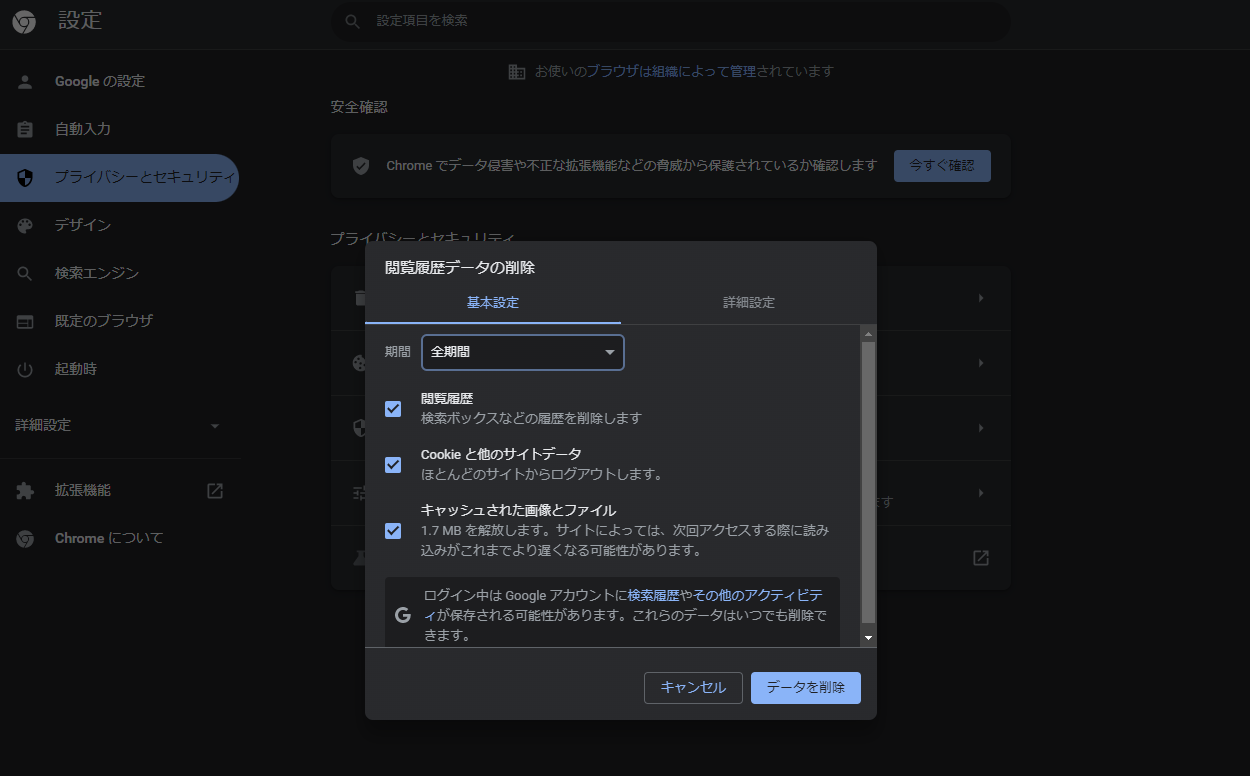 設定
設定項目を検索
Google の設定
自動入力
プライバシーとセキュリティ
デザイン
検索エンジン
既定のブラウザ
起動時
詳細設定
拡張機能
Chrome について
お使いのブラウザは組織によって管理されています
安全確認
Chrome でデータ侵害や不正な拡張機能などの脅威から保護されているか確認します
今すぐ確認
プライバシーとセキュリティ
ます
閲覧履歴データの削除
基本設定
詳細設定
期間
全期間
閲覧履歴
検索ボックスなどの履歴を削除します
Cookie と他のサイトデータ
ほとんどのサイトからログアウトします。
キャッシュされた画像とファイル
1.7 MB を解放します。サイトによっては、次回アクセスする際に読み
込みがこれまでより遅くなる可能性があります。
ログイン中は Google アカウントに検索履歴やその他のアクティビテ
ィが保存される可能性があります。これらのデータはいつでも削除で
きます。
キャンセル
データを削除